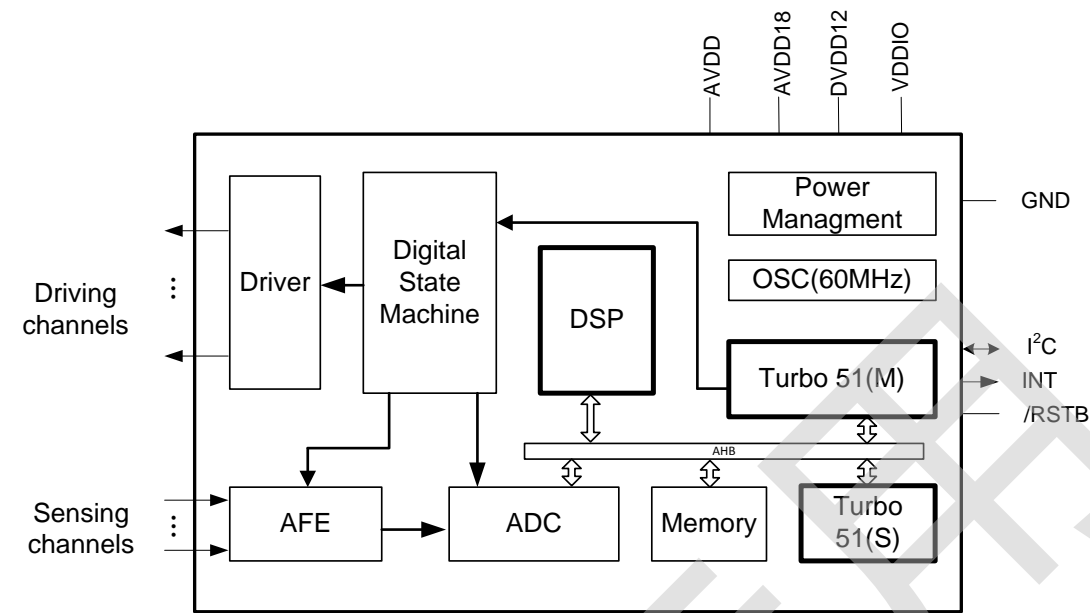 AVDD
AVDD18
DVDD12
VDDIO
Power
Managment
GND
Driver
Digital
State
Machine
DSP
OSC(60MHz)
Driving
channels
Turbo 51(M)
I²C
INT
/RSTB
AHB
Sensing
channels
AFE
ADC
Memory
Turbo
51(S)